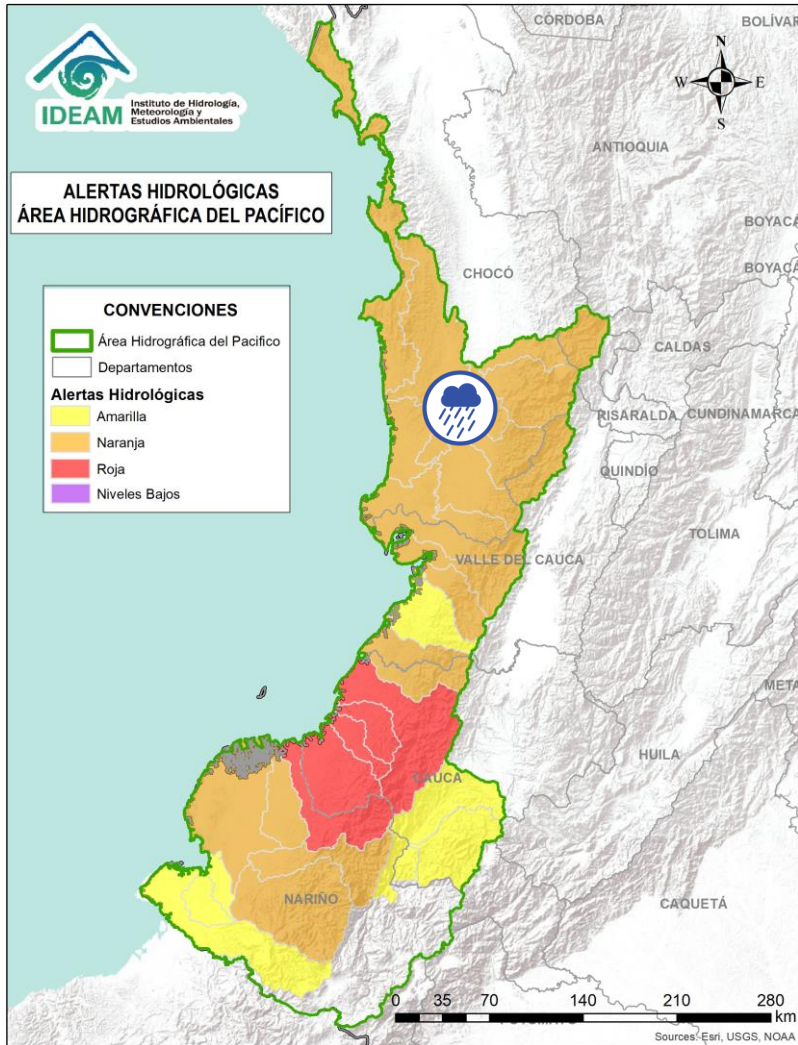 CÓRDOBA
BOLÍVAR
N
W
E
S
IDEAM
Instituto de Hidrología,
Meteorología y
Estudios Ambientales
ANTIOQUIA
ALERTAS HIDROLÓGICAS
ÁREA HIDROGRÁFICA DEL PACÍFICO
BOYACÁ
BOYACÁ
CHOCÓ
CONVENCIONES
Área Hidrográfica del Pacifico
Departamentos
Alertas Hidrológicas
Amarilla
Naranja
Roja
Niveles Bajos
CALDAS
RISARALDA
CUNDINAMARCA
QUINDÍO
TOLIMA
VALLE DEL CAUCA
META
HUILA
CAUCA
NARIÑO
CAQUETÁ
0 35 70 140 210 280
km
Sources: Esri, USGS, NOAA